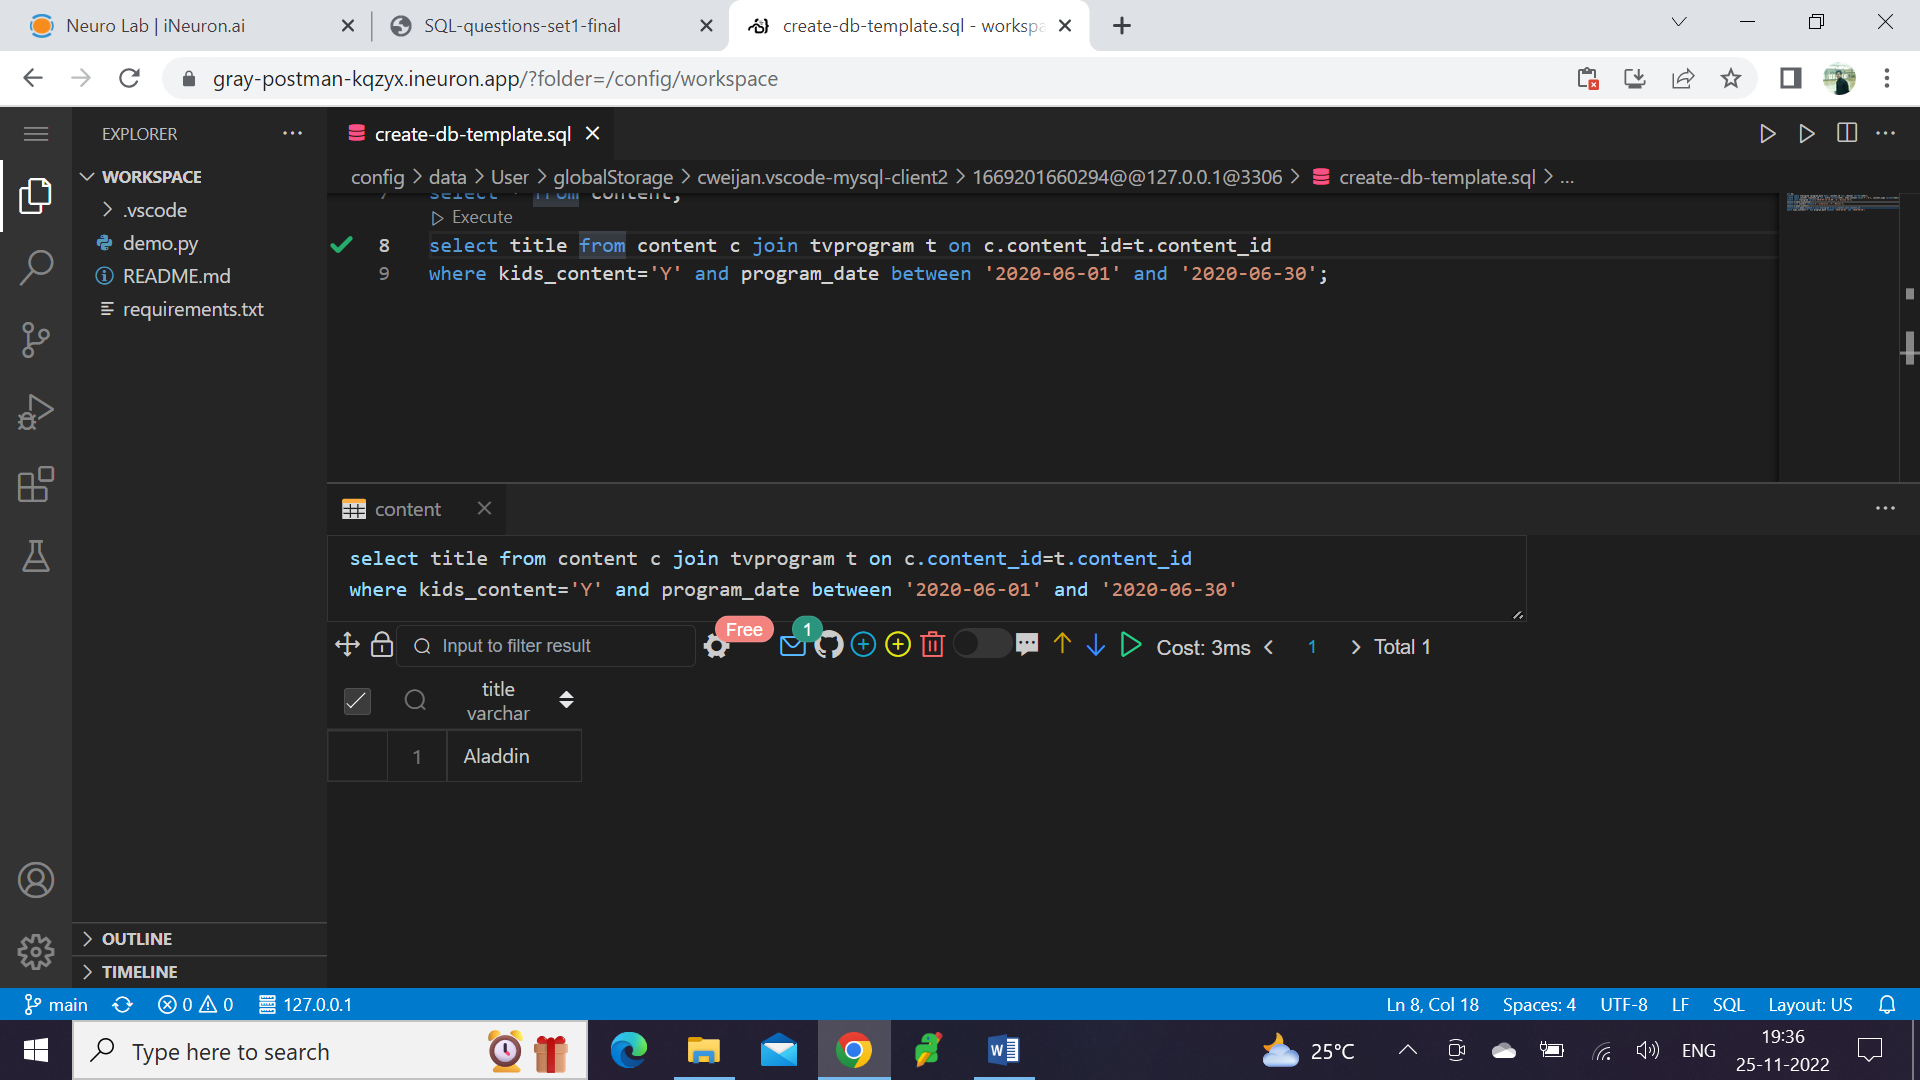 Neuro Lab | iNeuron.ai
SQL-questions-set1-final
create-db-template.sql - workspa
gray-postman-kqzyx.ineuron.app/?folder=/config/workspace
EXPLORER
create-db-template.sql
WORKSPACE
config > data > User > globalStorage > cweijan.vscode-mysql-client2 > 1669201660294@@127.0.0.1@3306 > create-db-template.sql > ...
.vscode
demo.py
README.md
requirements.txt
7 select * from content;
Execute
8 select title from content c join tvprogram t on c.content_id=t.content_id
9 where kids_content='Y' and program_date between '2020-06-01' and '2020-06-30';
content
select title from content c join tvprogram t on c.content_id=t.content_id
where kids_content='Y' and program_date between '2020-06-01' and '2020-06-30'
Input to filter result
Free
1
Cost: 3ms < 1 > Total 1
title
varchar
1 Aladdin
OUTLINE
TIMELINE
main 0 0 127.0.0.1
Ln 8, Col 18 Spaces: 4 UTF-8 LF SQL Layout: US
Type here to search
25°C
ENG
19:36
25-11-2022